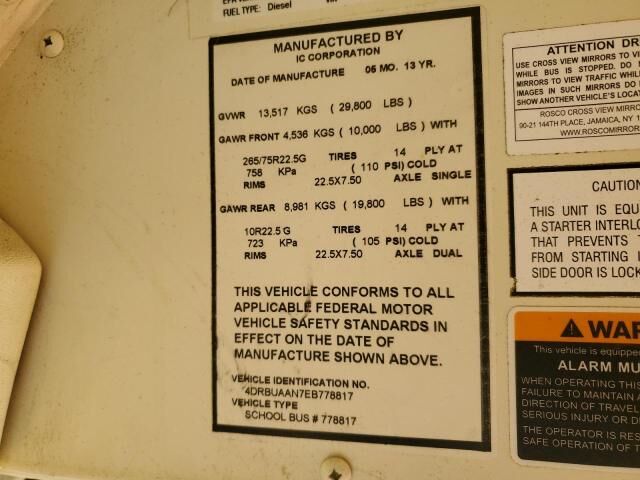 FUEL TYPE: Diesel
MANUFACTURED BY
IC CORPORATION
DATE OF MANUFACTURE 05 MO. 13 YR.
GVWR 13,517 KGS ( 29,800 LBS )
GAWR FRONT 4,536 KGS ( 10,000 LBS ) WITH
265/75R22.5G TIRES 14 PLY AT
758 KPa ( 110 PSI) COLD
RIMS 22.5X7.50 AXLE SINGLE
GAWR REAR 8,981 KGS ( 19,800 LBS ) WITH
10R22.5 G TIRES 14 PLY AT
723 KPa ( 105 PSI) COLD
RIMS 22.5X7.50 AXLE DUAL
THIS VEHICLE CONFORMS TO ALL
APPLICABLE FEDERAL MOTOR
VEHICLE SAFETY STANDARDS IN
EFFECT ON THE DATE OF
MANUFACTURE SHOWN ABOVE.
VEHICLE IDENTIFICATION NO.
4DRBUAAN7EB778817
VEHICLE TYPE
SCHOOL BUS # 778817
ATTENTION DR
USE CROSS VIEW MIRRORS TO VI
WHILE BUS IS STOPPED. DO
MIRRORS TO VIEW TRAFFIC WHILE
IMAGES IN SUCH MIRRORS DO
SHOW ANOTHER VEHICLE'S LOCAT
ROSCO CROSS VIEW MIRRO
90-21 144TH PLACE, JAMAICA, NY 1
WWW.ROSCOMIRROR
CAUTION
THIS UNIT IS EQU
A STARTER INTERLO
THAT PREVENTS
FROM STARTING
SIDE DOOR IS LOCK
WAR
This vehicle is equippe
ALARM MU
WHEN OPERATING THIS
FAILURE TO MAINTAIN A
DIRECTION OF TRAVEL
SERIOUS INJURY OR D
THE OPERATOR IS RES
SAFE OPERATION OF T